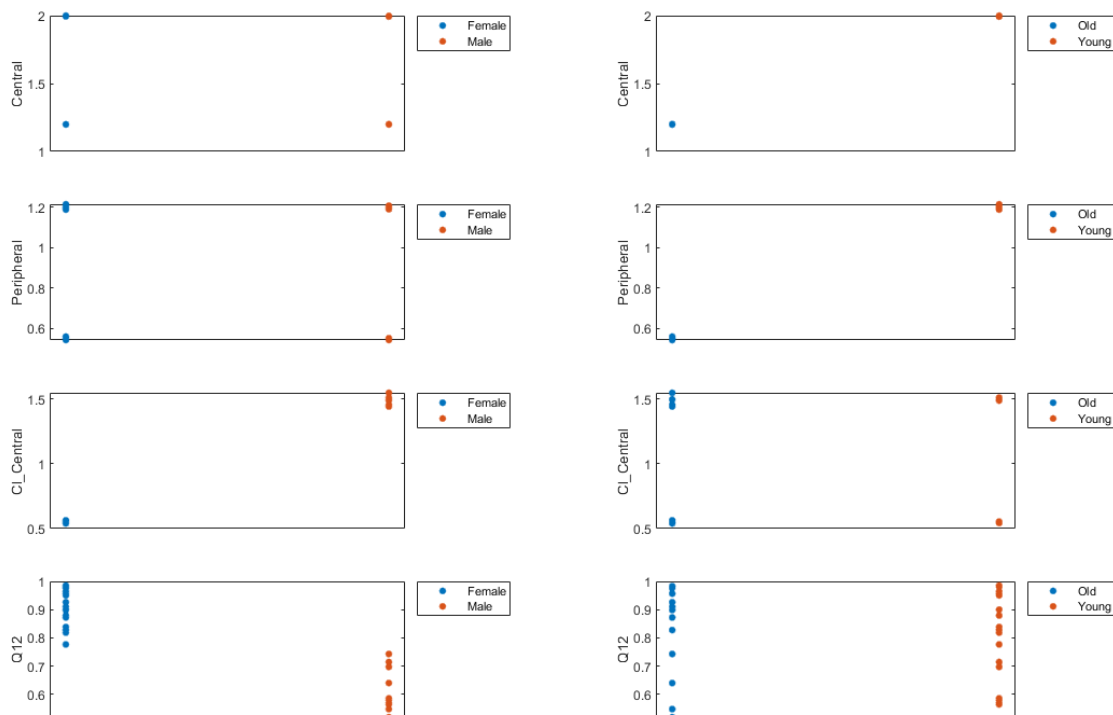 2
1.5
1
Central
Female
Male
2
1.5
1
Central
Old
Young
1.2
1
0.8
0.6
Peripheral
Female
Male
1.2
1
0.8
0.6
Peripheral
Old
Young
1.5
1
0.5
Cl_Central
Female
Male
1.5
1
0.5
Cl_Central
Old
Young
1
0.9
0.8
0.7
0.6
Q12
Female
Male
1
0.9
0.8
0.7
0.6
Q12
Old
Young